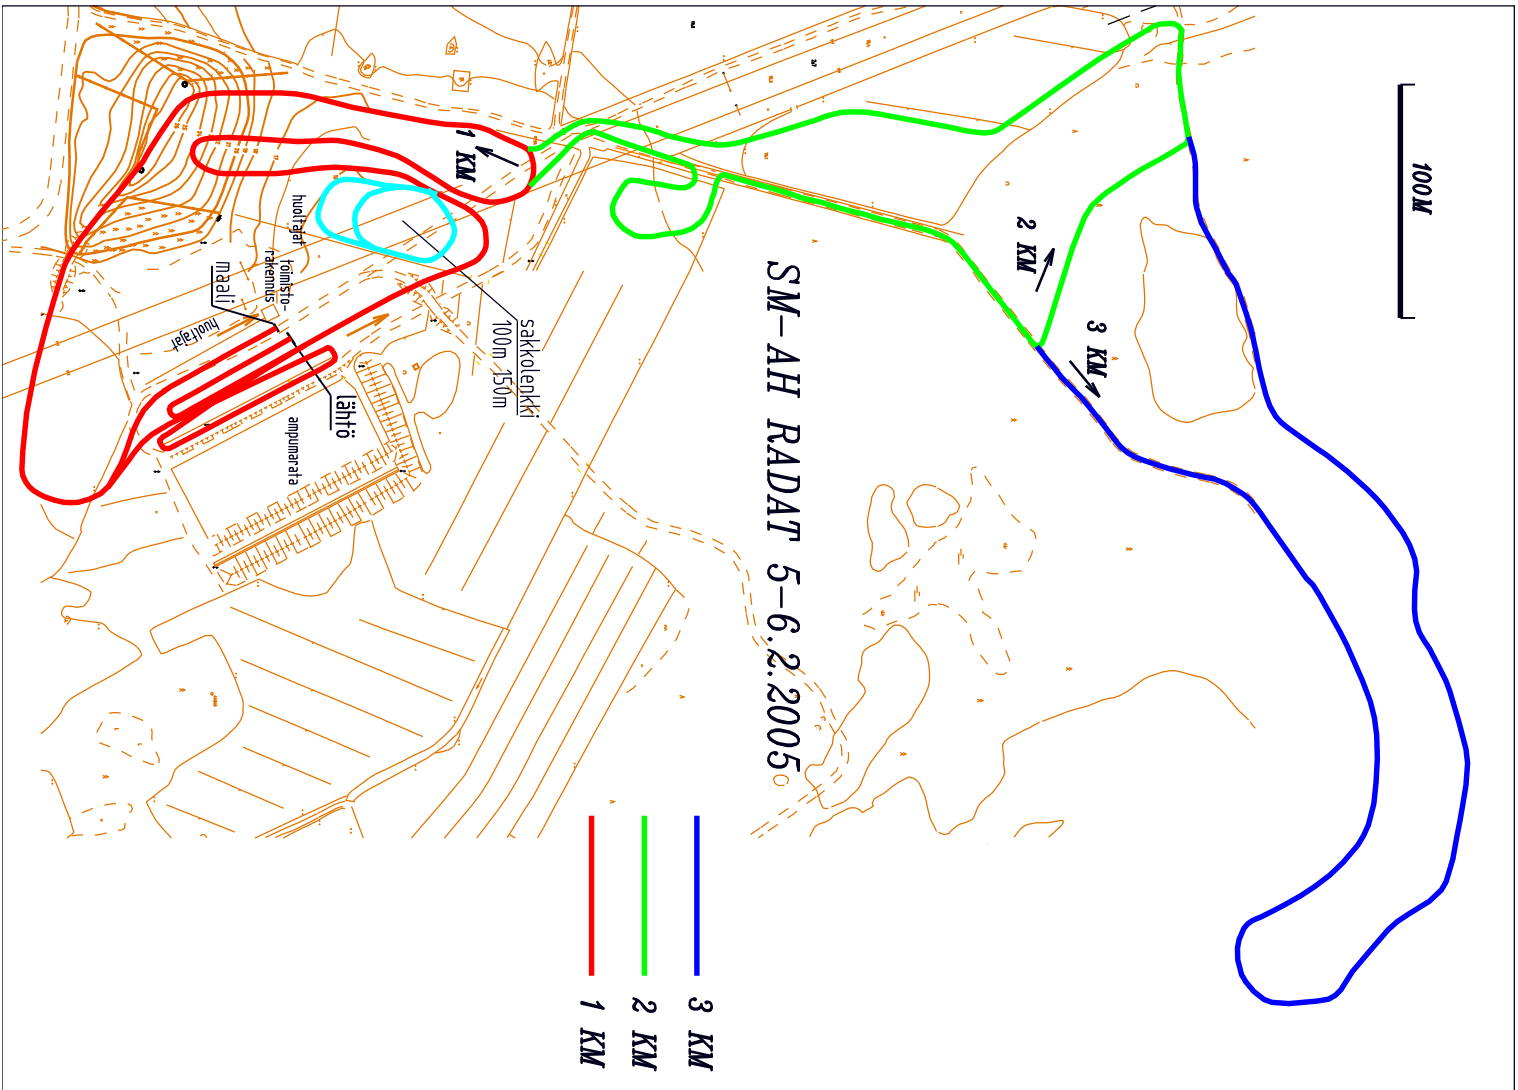 100M
SM-AH RADAT 5-6.2.2005
1 KM
2 KM
3 KM
sakkolenkki
100m 150m
huoltajat
toimisto-
rakennus
maali
huoltajat
lähtö
ampumarata
3 KM
2 KM
1 KM